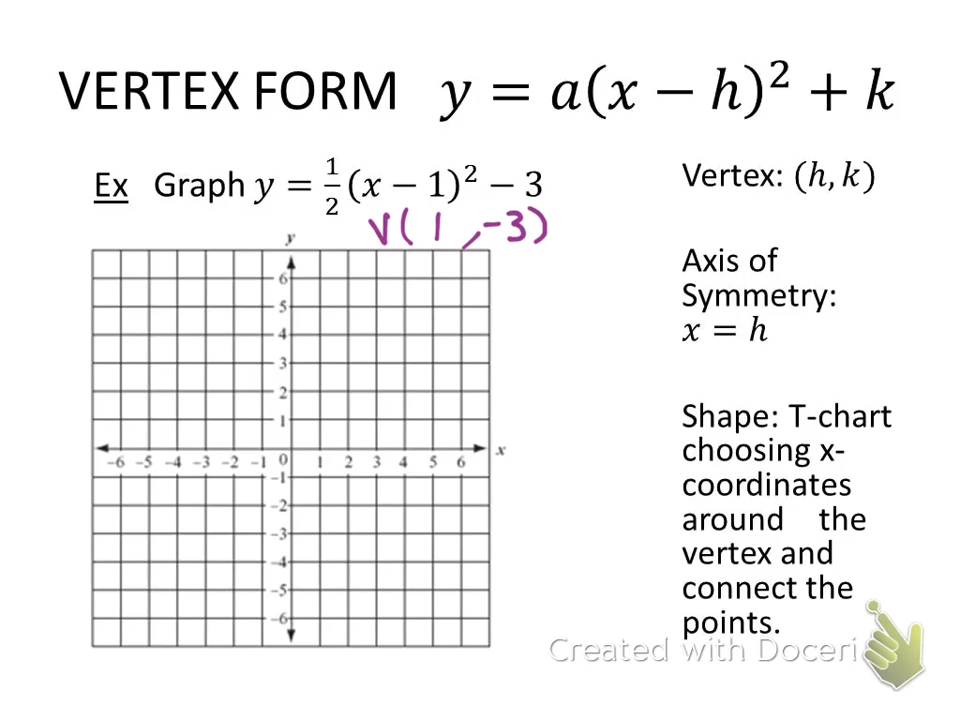 VERTEX FORM y = a(x − h)² + k
Ex Graph y = 1/2 (x − 1)² − 3
V(1, -3)
Vertex: (h, k)
Axis of
Symmetry:
x = h
Shape: T-chart
choosing x-
coordinates
around the
vertex and
connect the
points.
y
6
5
4
3
2
1
-6 -5 -4 -3 -2 -1 0 1 2 3 4 5 6 x
-1
-2
-3
-4
-5
-6
Created with Doceri